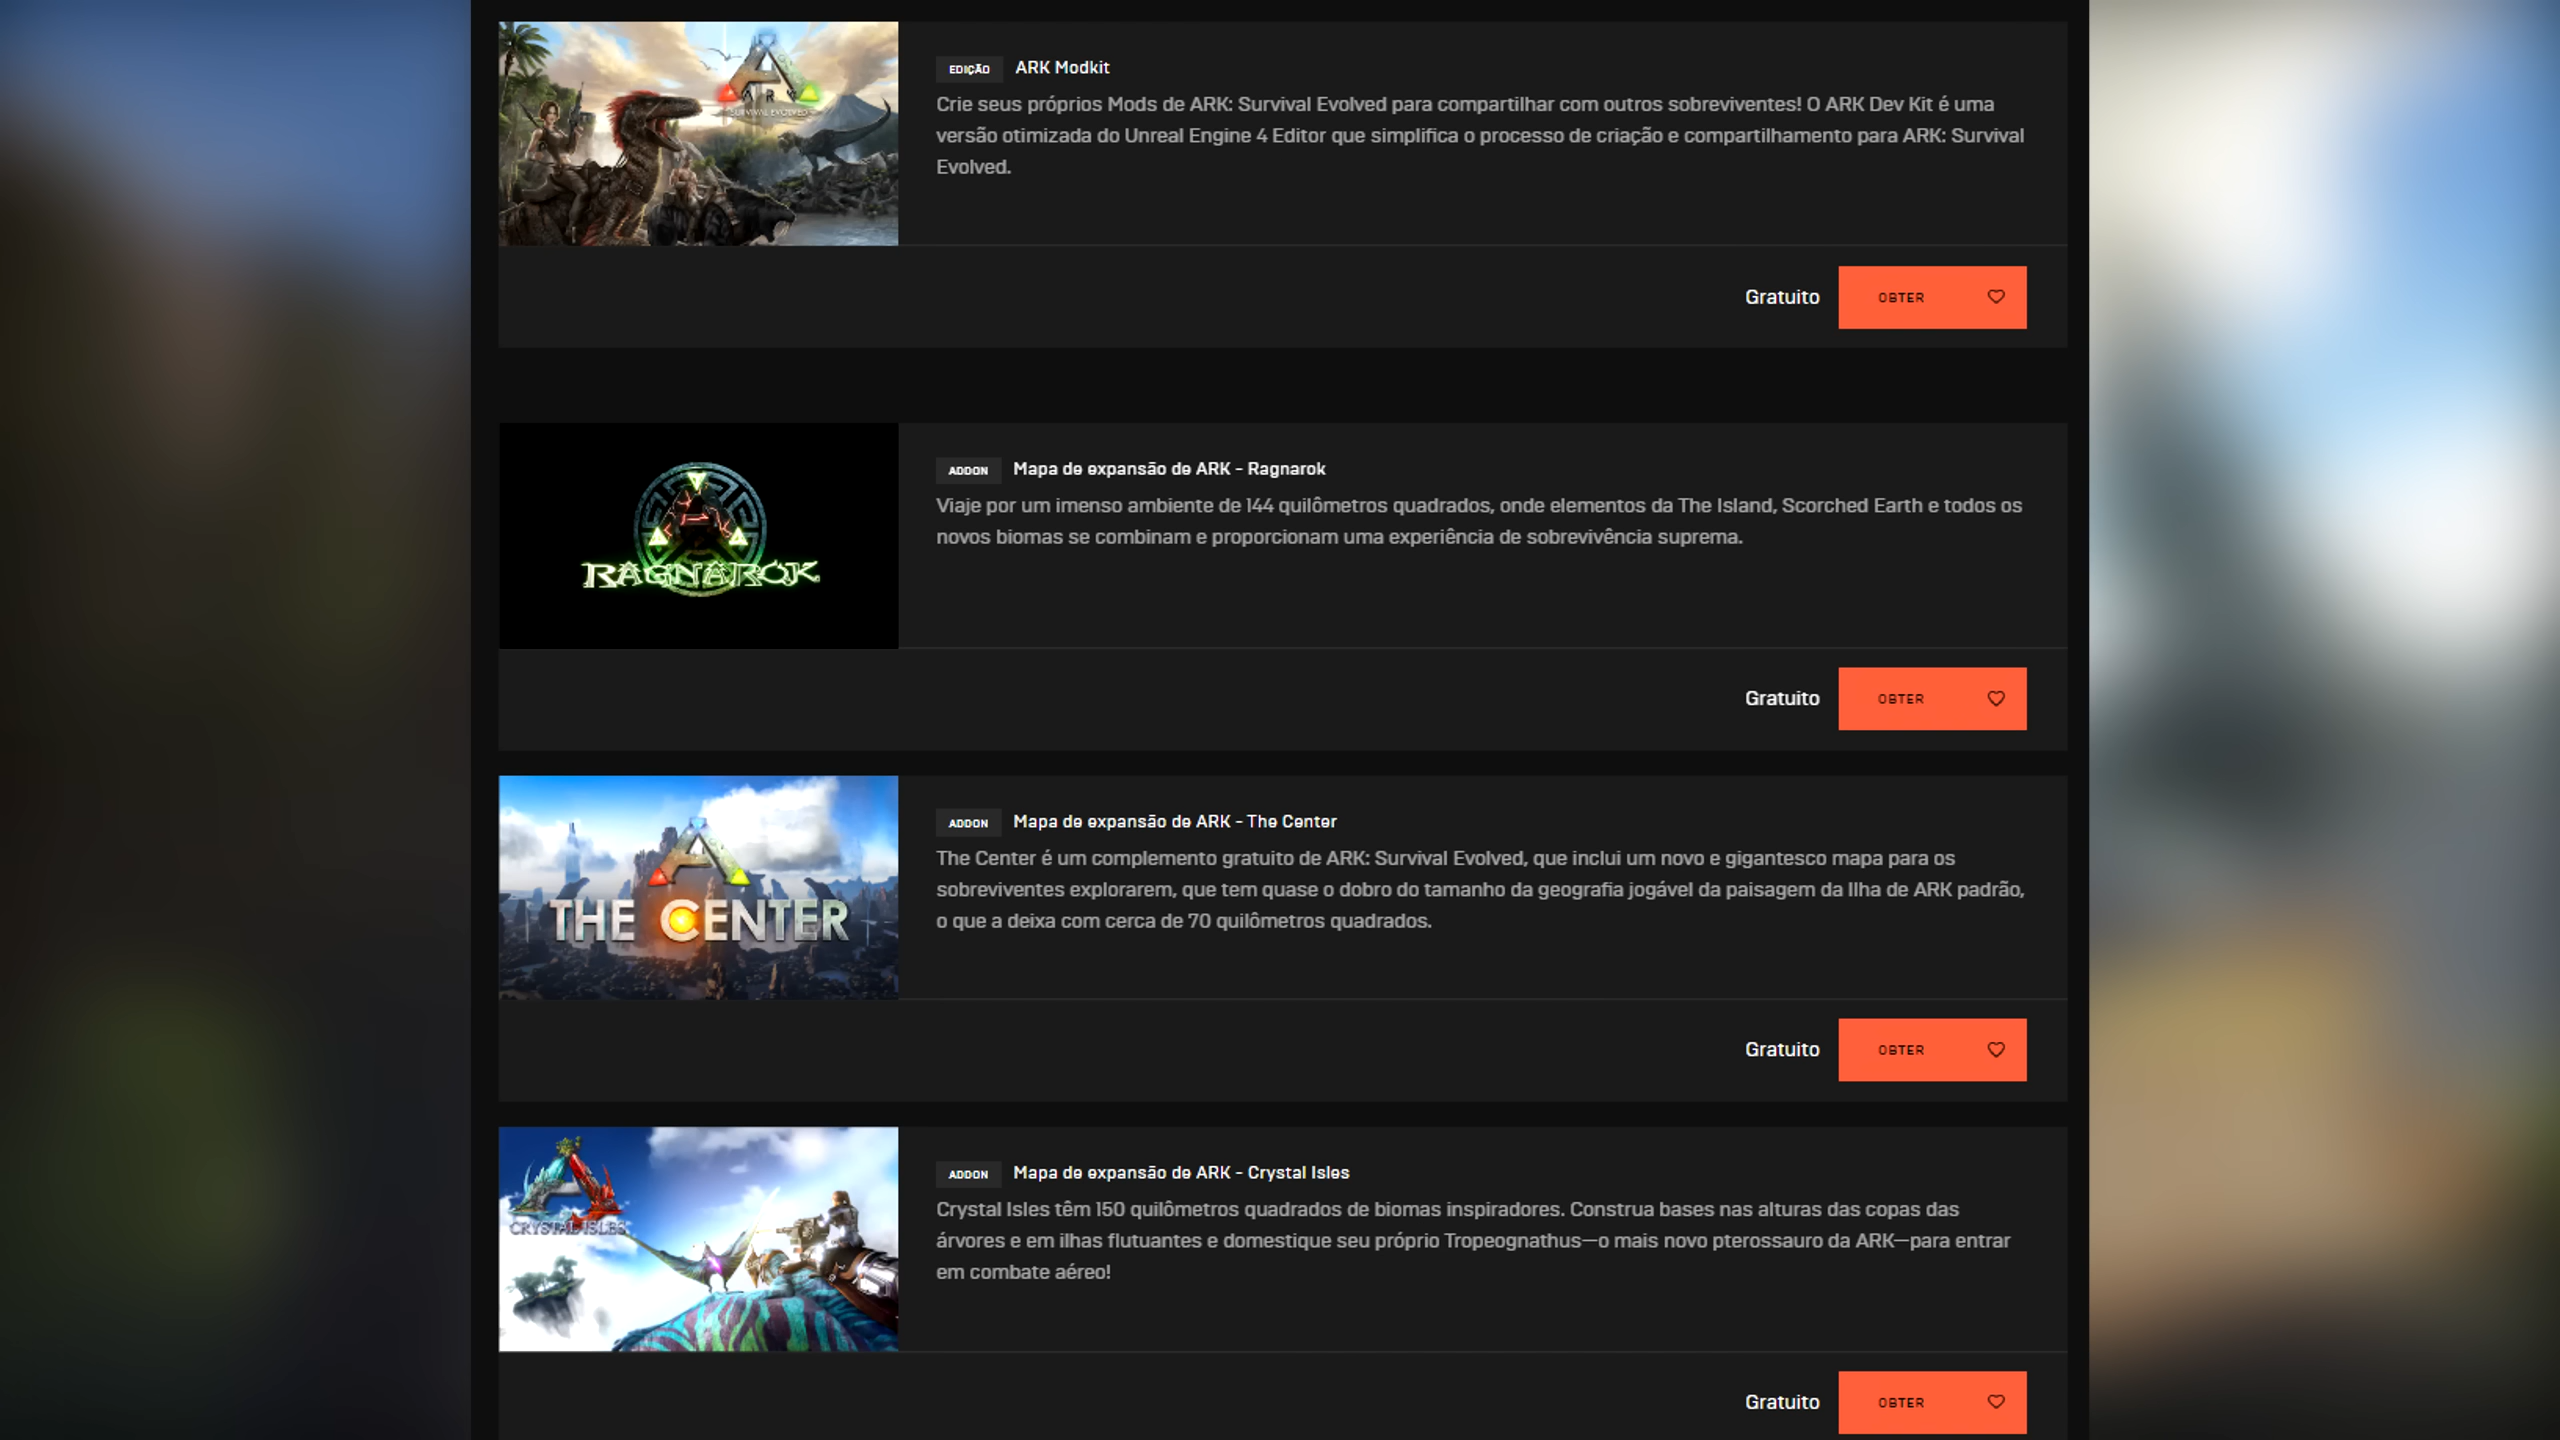 ARK
SURVIVAL EVOLVED
EDIÇÃO ARK Modkit
Crie seus próprios Mods de ARK: Survival Evolved para compartilhar com outros sobreviventes! O ARK Dev Kit é uma
versão otimizada do Unreal Engine 4 Editor que simplifica o processo de criação e compartilhamento para ARK: Survival
Evolved.
Gratuito OBTER
RAGNAROK
ADDON Mapa de expansão de ARK - Ragnarok
Viaje por um imenso ambiente de 144 quilômetros quadrados, onde elementos da The Island, Scorched Earth e todos os
novos biomas se combinam e proporcionam uma experiência de sobrevivência suprema.
Gratuito OBTER
THE CENTER
ADDON Mapa de expansão de ARK - The Center
The Center é um complemento gratuito de ARK: Survival Evolved, que inclui um novo e gigantesco mapa para os
sobreviventes explorarem, que tem quase o dobro do tamanho da geografia jogável da paisagem da Ilha de ARK padrão,
o que a deixa com cerca de 70 quilômetros quadrados.
Gratuito OBTER
CRYSTAL ISLES
ADDON Mapa de expansão de ARK - Crystal Isles
Crystal Isles têm 150 quilômetros quadrados de biomas inspiradores. Construa bases nas alturas das copas das
árvores e em ilhas flutuantes e domestique seu próprio Tropeognathus—o mais novo pterossauro da ARK—para entrar
em combate aéreo!
Gratuito OBTER